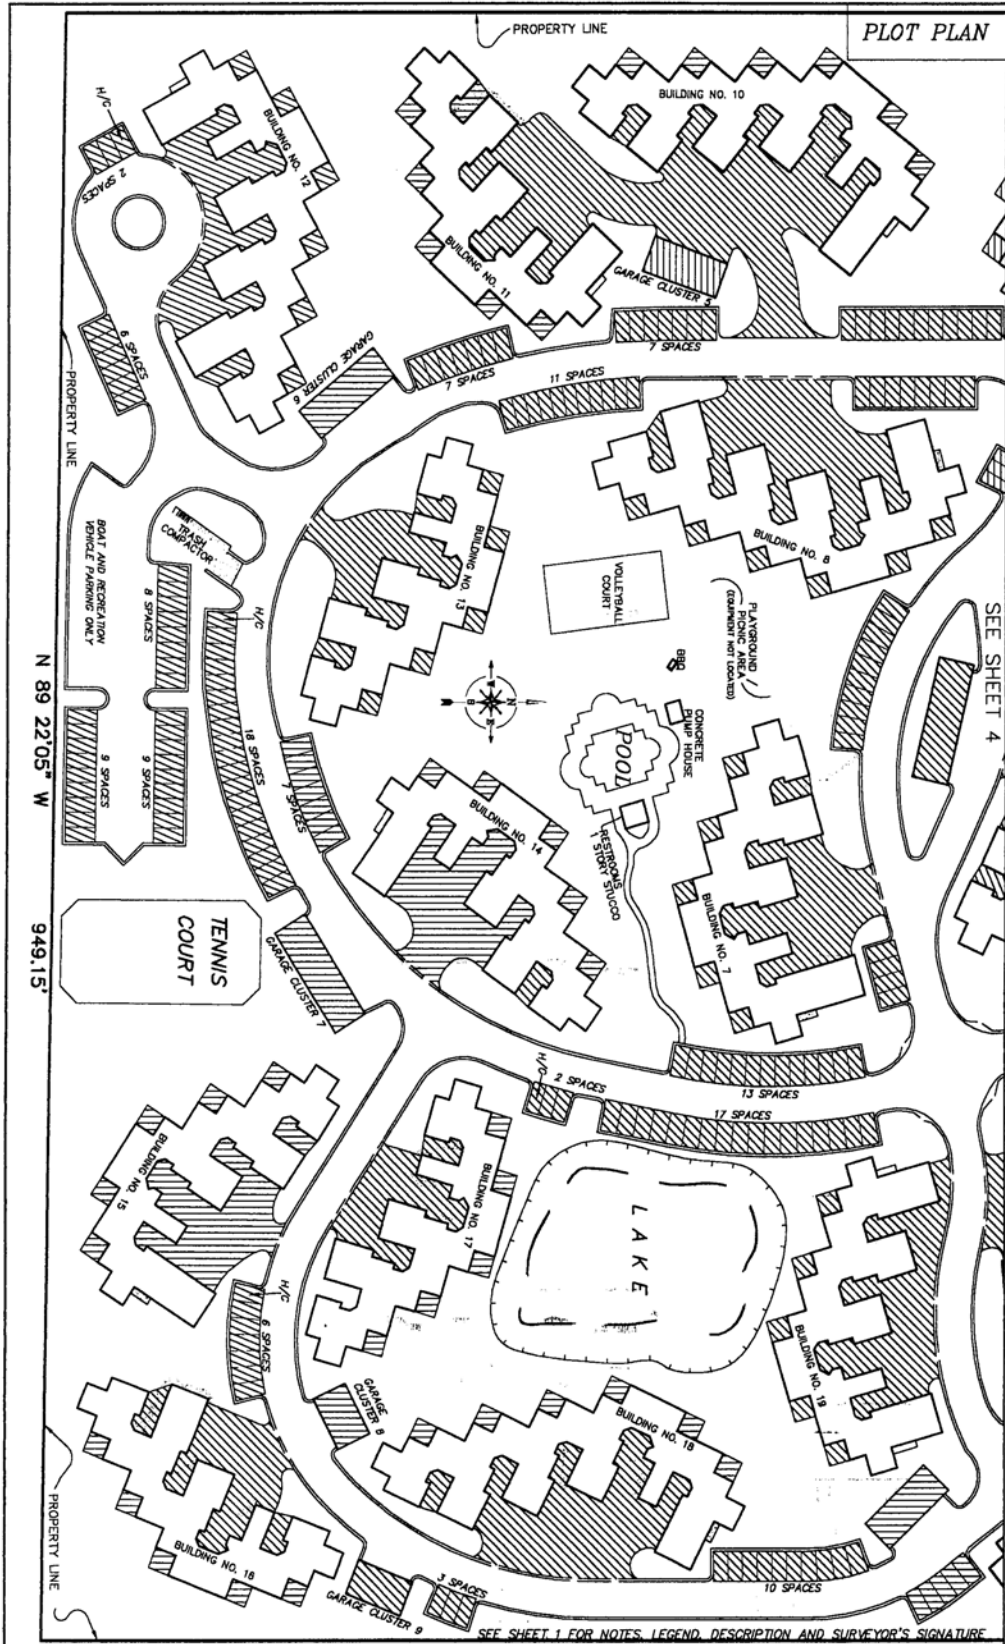 PLOT PLAN
PROPERTY LINE
BUILDING NO. 10
H/C
BUILDING NO. 12
2 SPACES
BUILDING NO. 11
GARAGE CLUSTER 5
7 SPACES
GARAGE CLUSTER 6
7 SPACES
11 SPACES
6 SPACES
PROPERTY LINE
BUILDING NO. 8
TRASH
COMPACTOR
BOAT AND RECREATION
VEHICLE PARKING ONLY
BUILDING NO. 13
VOLLEYBALL
COURT
PLAYGROUND
PICNIC AREA
(EQUIPMENT NOT LOCATED)
SEE SHEET 4
8 SPACES
H/C
BBQ
N
W
E
S
CONCRETE
PUMP HOUSE
POOL
18 SPACES
7 SPACES
9 SPACES
9 SPACES
N 89 22'05" W
949.15'
BUILDING NO. 14
RESTROOMS
1 STORY STUCCO
BUILDING NO. 7
TENNIS
COURT
GARAGE CLUSTER 7
H/C
2 SPACES
13 SPACES
17 SPACES
BUILDING NO. 15
BUILDING NO. 17
LAKE
H/C
6 SPACES
BUILDING NO. 19
GARAGE
CLUSTER 8
BUILDING NO. 18
BUILDING NO. 16
PROPERTY LINE
GARAGE CLUSTER 9
3 SPACES
10 SPACES
SEE SHEET 1 FOR NOTES, LEGEND, DESCRIPTION AND SURVEYOR'S SIGNATURE